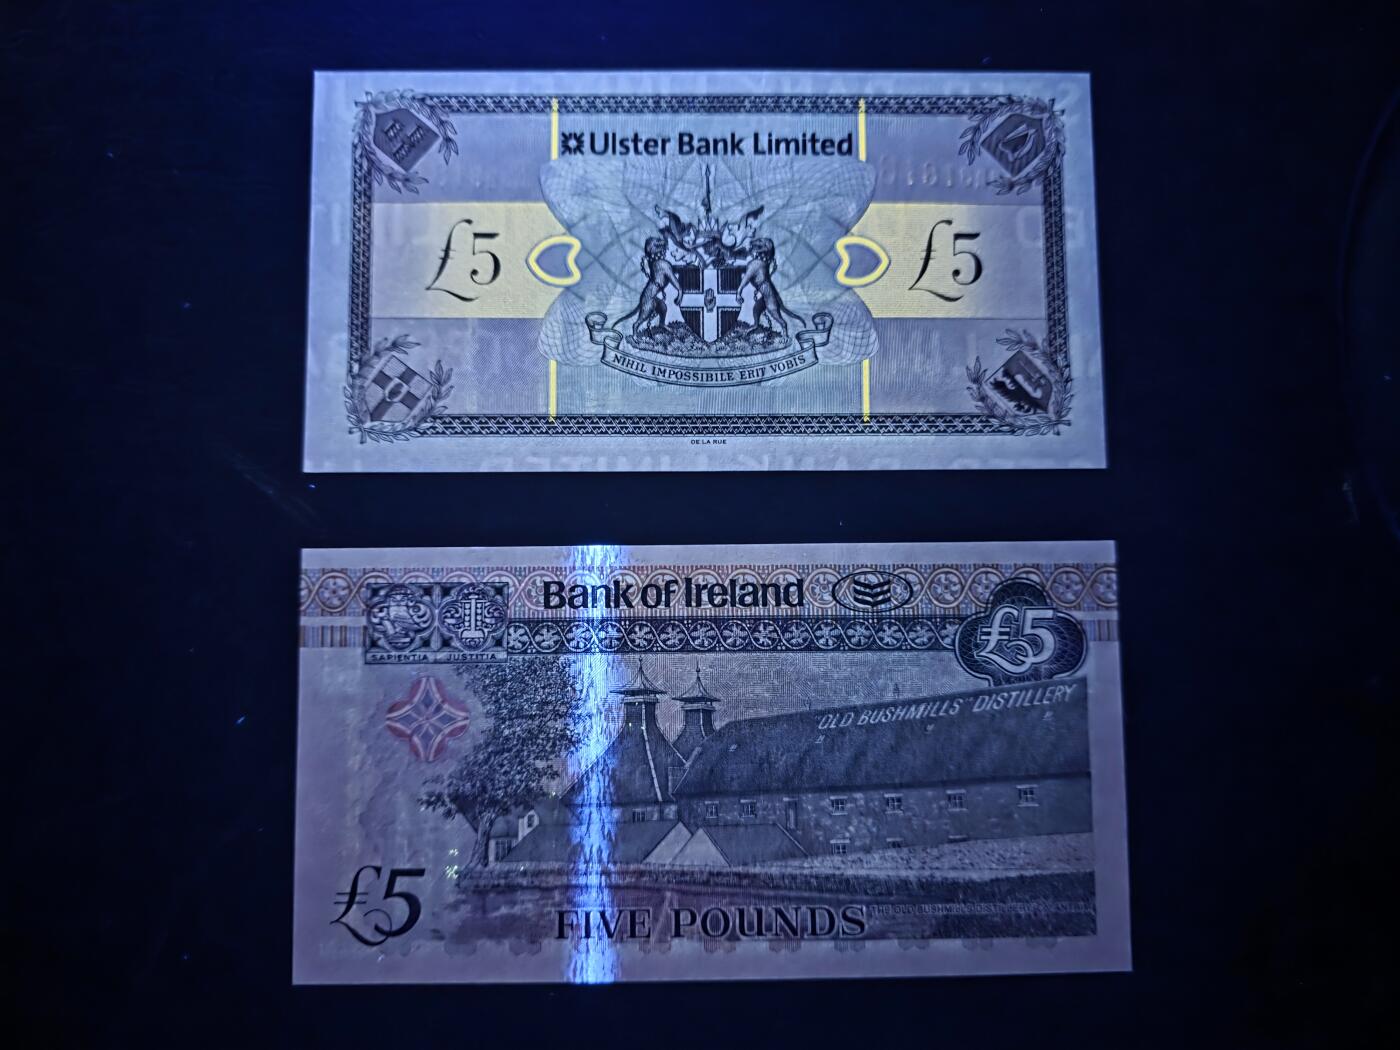 Ulster Bank Limited
£5
£5
NIHIL IMPOSSIBILE ERIT VOBIS
DE LA RUE
Bank of Ireland
£5
SAPIENTIA JUSTITIA
"OLD BUSHMILLS" DISTILLERY
£5
FIVE POUNDS